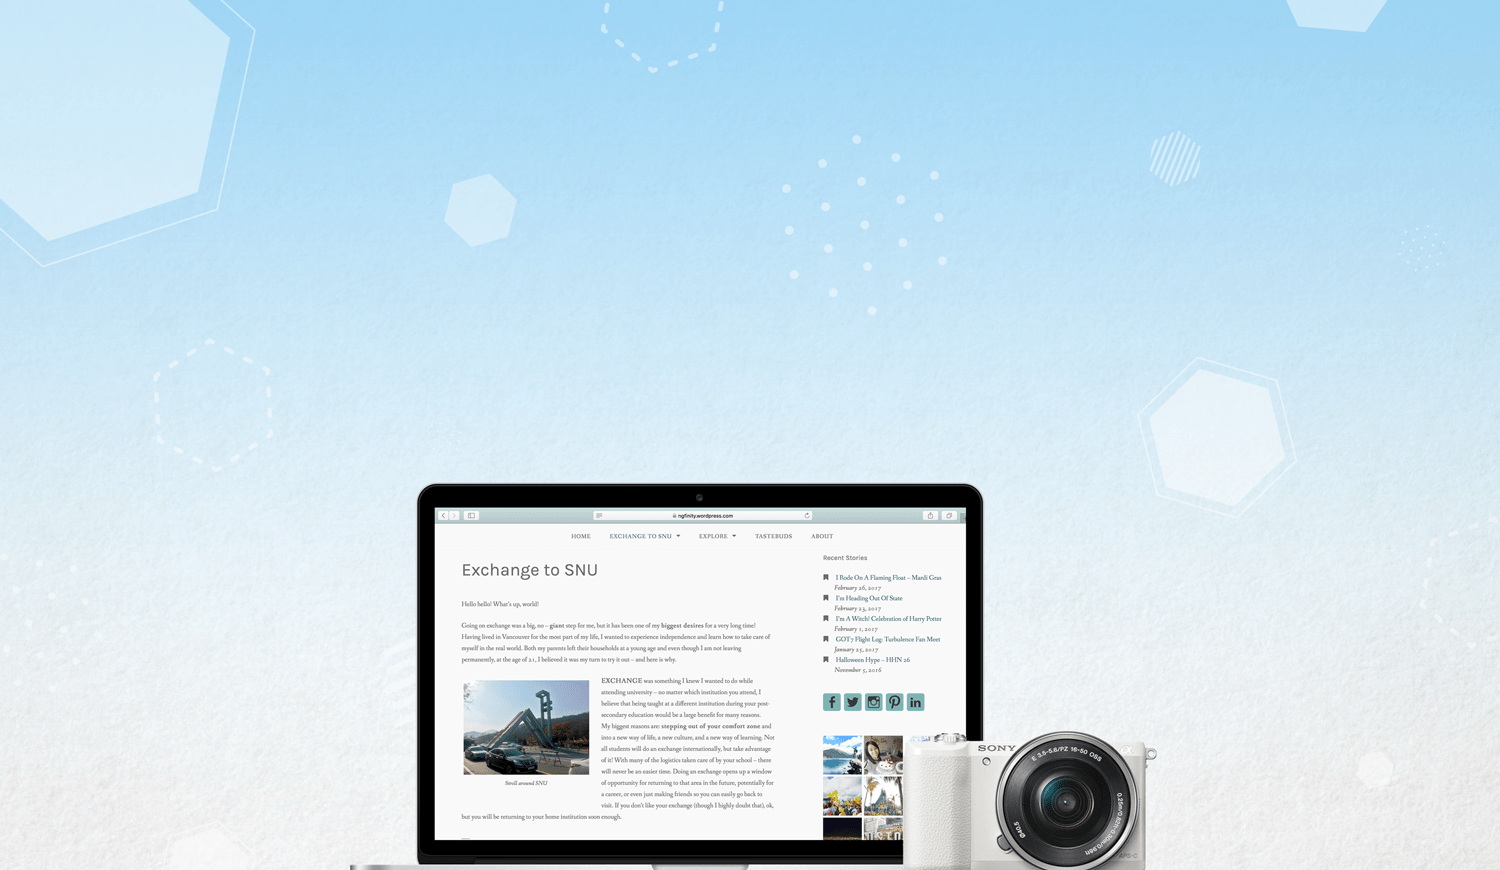 ngfinity.wordpress.com
HOME EXCHANGE TO SNU EXPLORE TASTEBUDS ABOUT
Exchange to SNU
Hello hello! What's up, world!
Going on exchange was a big, no – giant step for me, but it has been one of my biggest desires for a very long time!
Having lived in Vancouver for the most part of my life, I wanted to experience independence and learn how to take care of
myself in the real world. Both my parents left their households at a young age and even though I am not leaving
permanently, at the age of 21, I believed it was my turn to try it out – and here is why.
EXCHANGE was something I knew I wanted to do while
attending university – no matter which institution you attend, I
believe that being taught at a different institution during your post-
secondary education would be a large benefit for many reasons.
My biggest reasons are: stepping out of your comfort zone and
into a new way of life, a new culture, and a new way of learning. Not
all students will do an exchange internationally, but take advantage
of it! With many of the logistics taken care of by your school – there
will never be an easier time. Doing an exchange opens up a window
of opportunity for returning to that area in the future, potentially for
a career, or even just making friends so you can easily go back to
visit. If you don't like your exchange (though I highly doubt that), ok,
but you will be returning to your home institution soon enough.
Stroll around SNU
Recent Stories
I Rode On A Flaming Float – Mardi Gras
February 26, 2017
I'm Heading Out Of State
February 23, 2017
I'm A Witch! Celebration of Harry Potter
February 1, 2017
GOT7 Flight Log: Turbulence Fan Meet
January 25, 2017
Halloween Hype – HHN 26
November 5, 2016
SONY
E 3.5-5.6/PZ 16-50 OSS
0.25m/0.82ft-0.30m/0.98ft
Ø40.5
APS-C